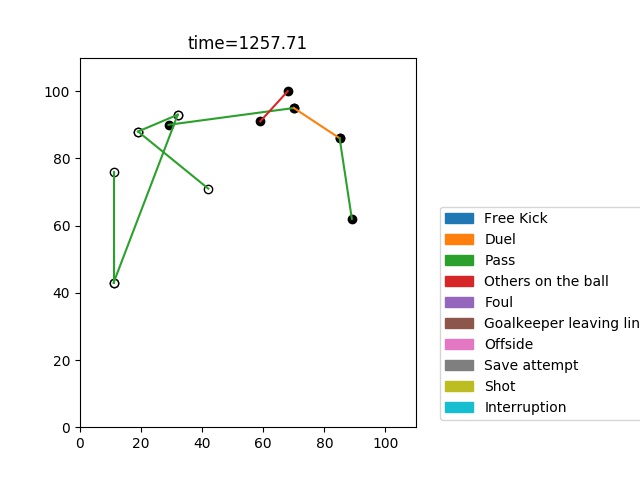 time=1257.71
100
80
60
40
20
0
0 20 40 60 80 100
Free Kick
Duel
Pass
Others on the ball
Foul
Goalkeeper leaving lin
Offside
Save attempt
Shot
Interruption